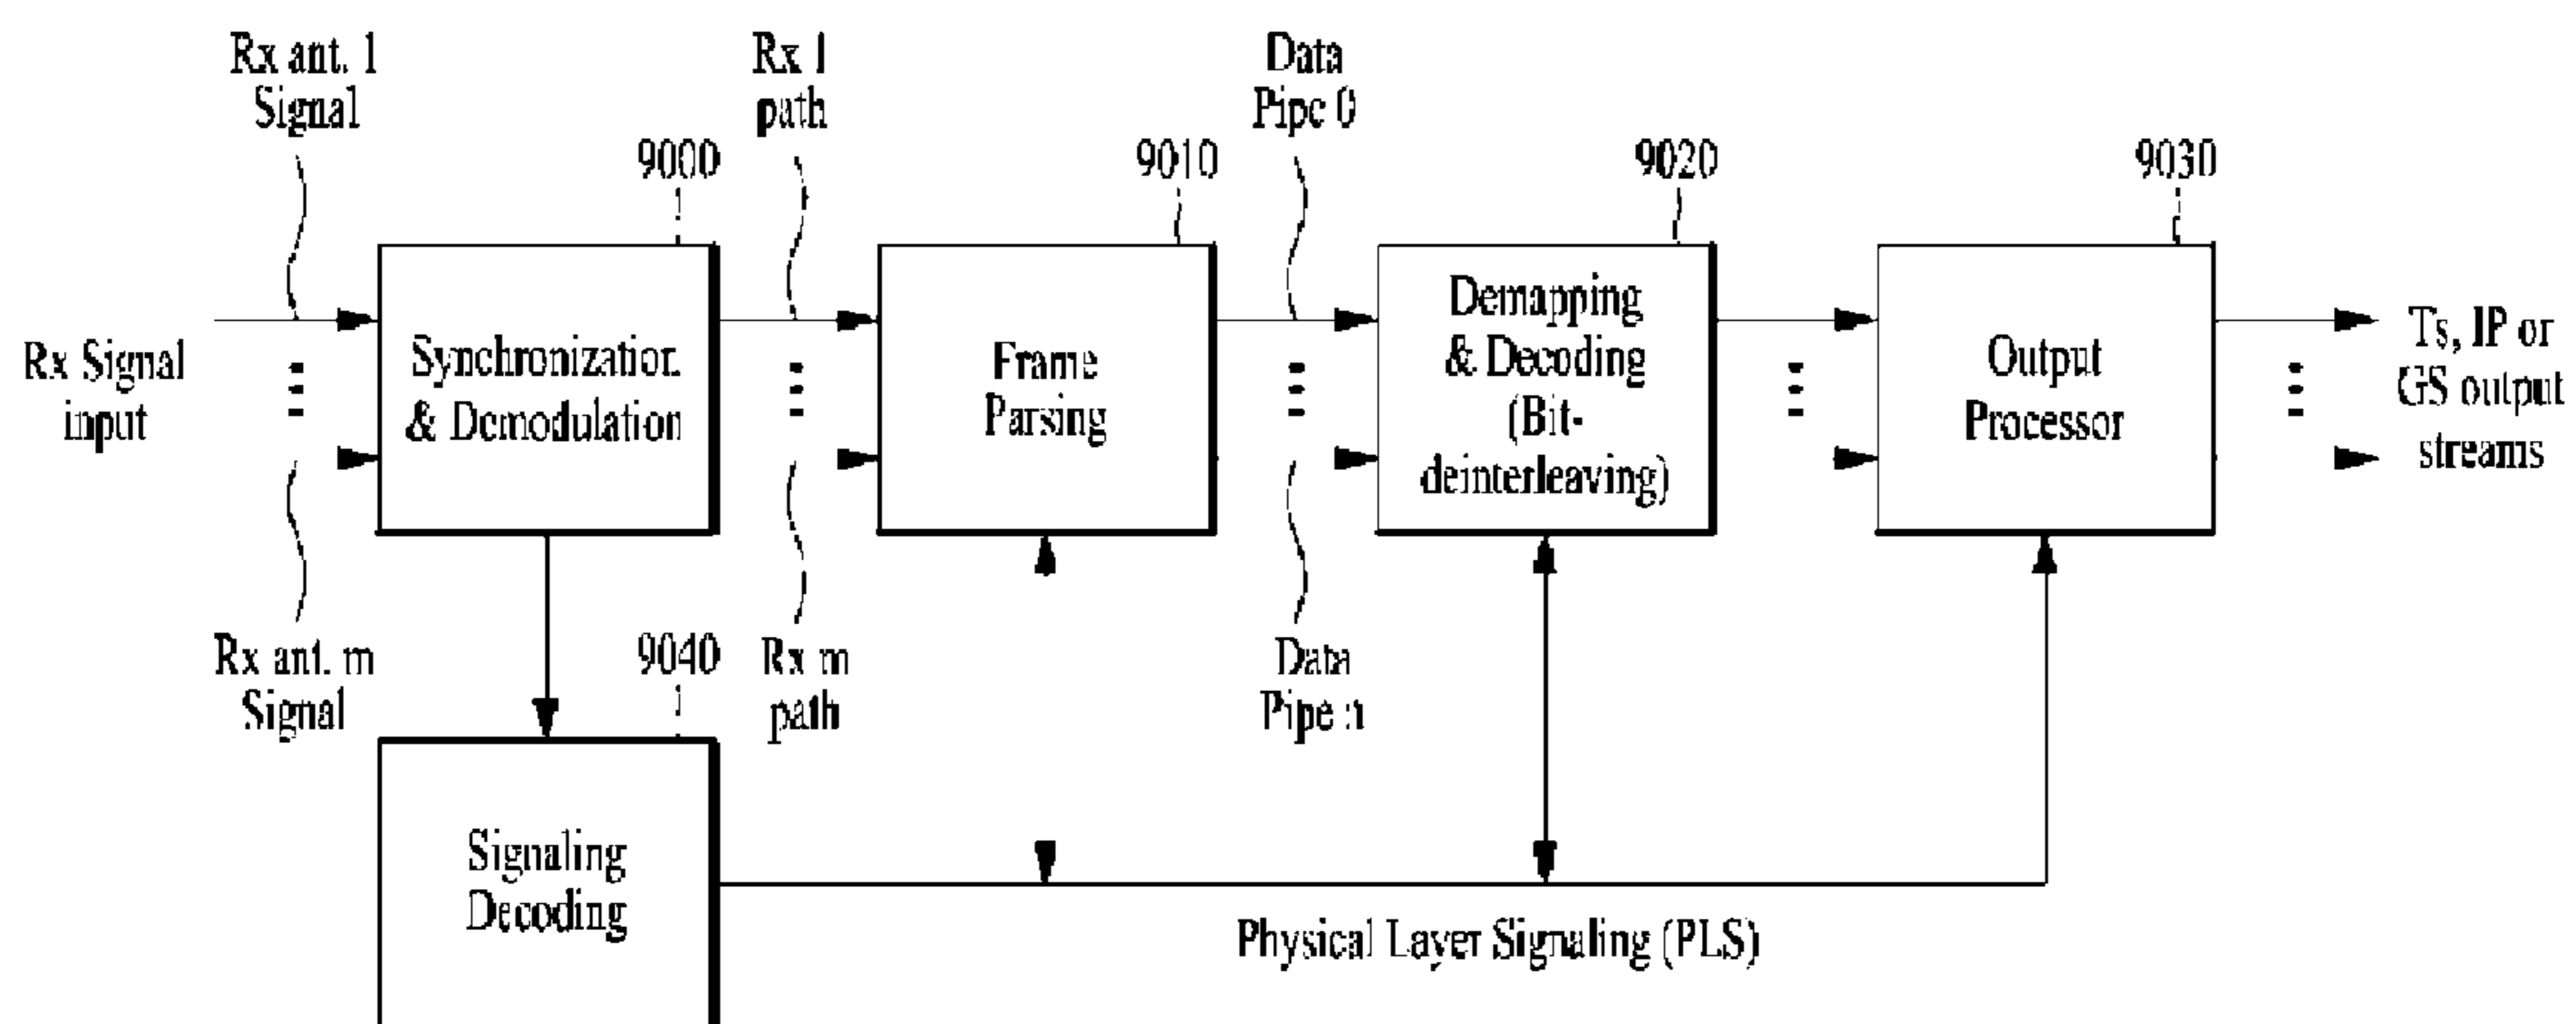 Rx ant. 1
Signal
Rx 1
path
Data
Pipe 0
9000
9010
9020
9030
Rx Signal
input
Synchronization
& Demodulation
Frame
Parsing
Demapping
& Decoding
(Bit-
deinterleaving)
Output
Processor
Ts, IP or
GS output
streams
Rx ant. m
Signal
9040
Rx m
path
Data
Pipe n
Signaling
Decoding
Physical Layer Signaling (PLS)